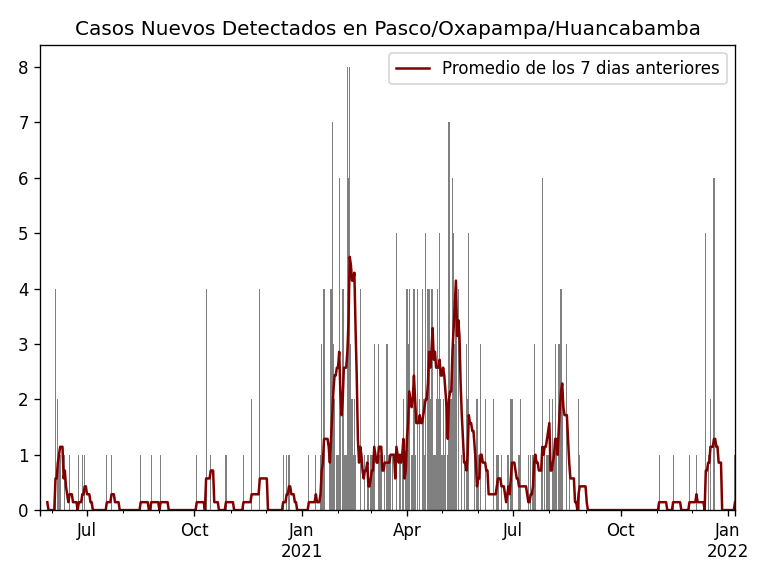 Casos Nuevos Detectados en Pasco/Oxapampa/Huancabamba
Promedio de los 7 dias anteriores
8
7
6
5
4
3
2
1
0
Jul
Oct
Jan
2021
Apr
Jul
Oct
Jan
2022